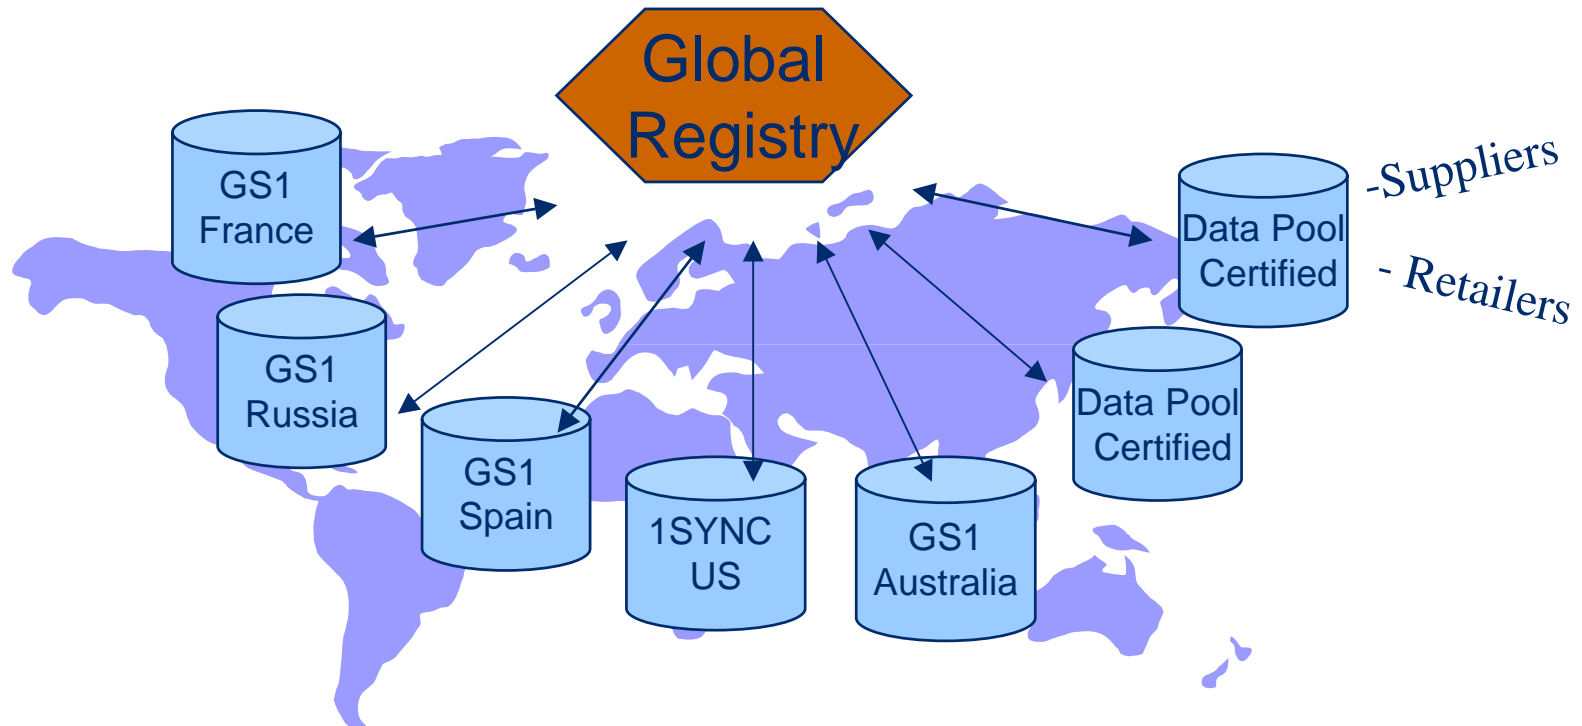 Global
Registry
GS1
France
GS1
Russia
GS1
Spain
1SYNC
US
GS1
Australia
Data Pool
Certified
Data Pool
Certified
-Suppliers
- Retailers